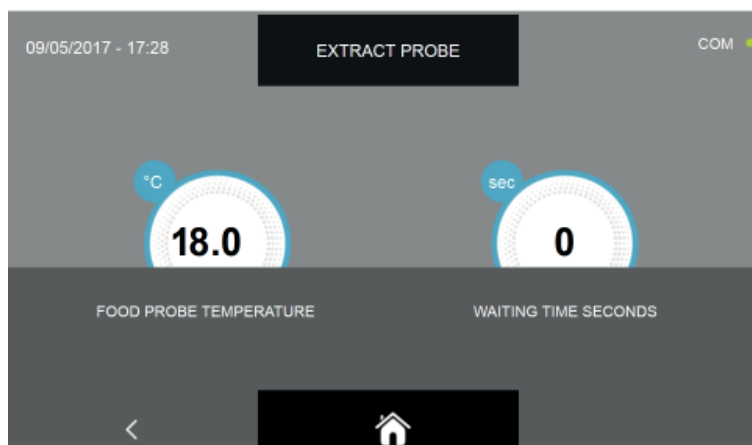 09/05/2017 - 17:28
EXTRACT PROBE
COM
°C
sec
18.0
0
FOOD PROBE TEMPERATURE
WAITING TIME SECONDS